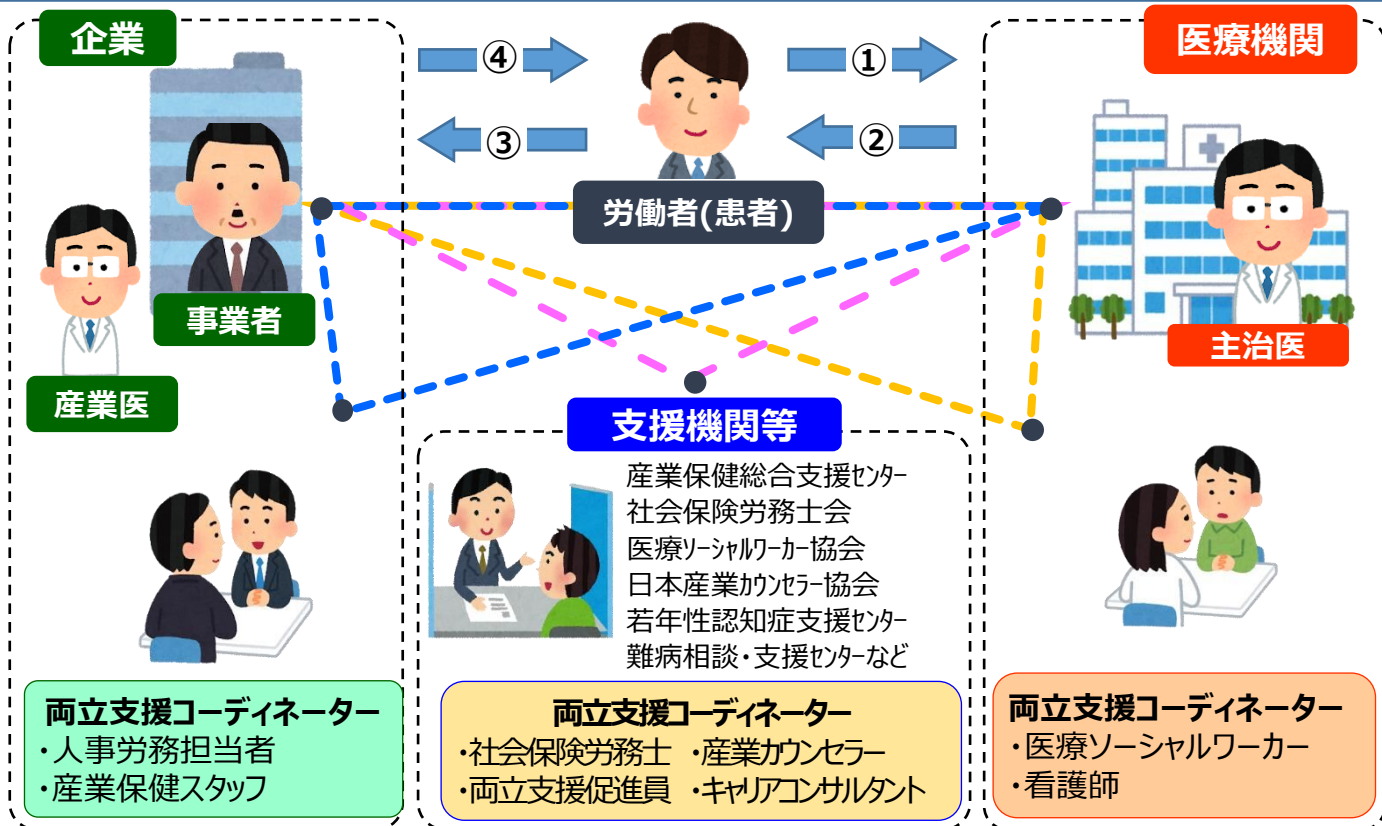 企業
④
①
医療機関
③
②
労働者(患者)
事業者
主治医
産業医
支援機関等
産業保健総合支援ｾﾝﾀｰ
社会保険労務士会
医療ｿｰｼｬﾙﾜｰｶｰ協会
日本産業ｶｳﾝｾﾗｰ協会
若年性認知症支援ｾﾝﾀｰ
難病相談･支援ｾﾝﾀｰなど
両立支援コーディネーター
・人事労務担当者
・産業保健スタッフ
両立支援コーディネーター
・社会保険労務士 ・産業カウンセラー
・両立支援促進員 ・キャリアコンサルタント
両立支援コーディネーター
・医療ソーシャルワーカー
・看護師